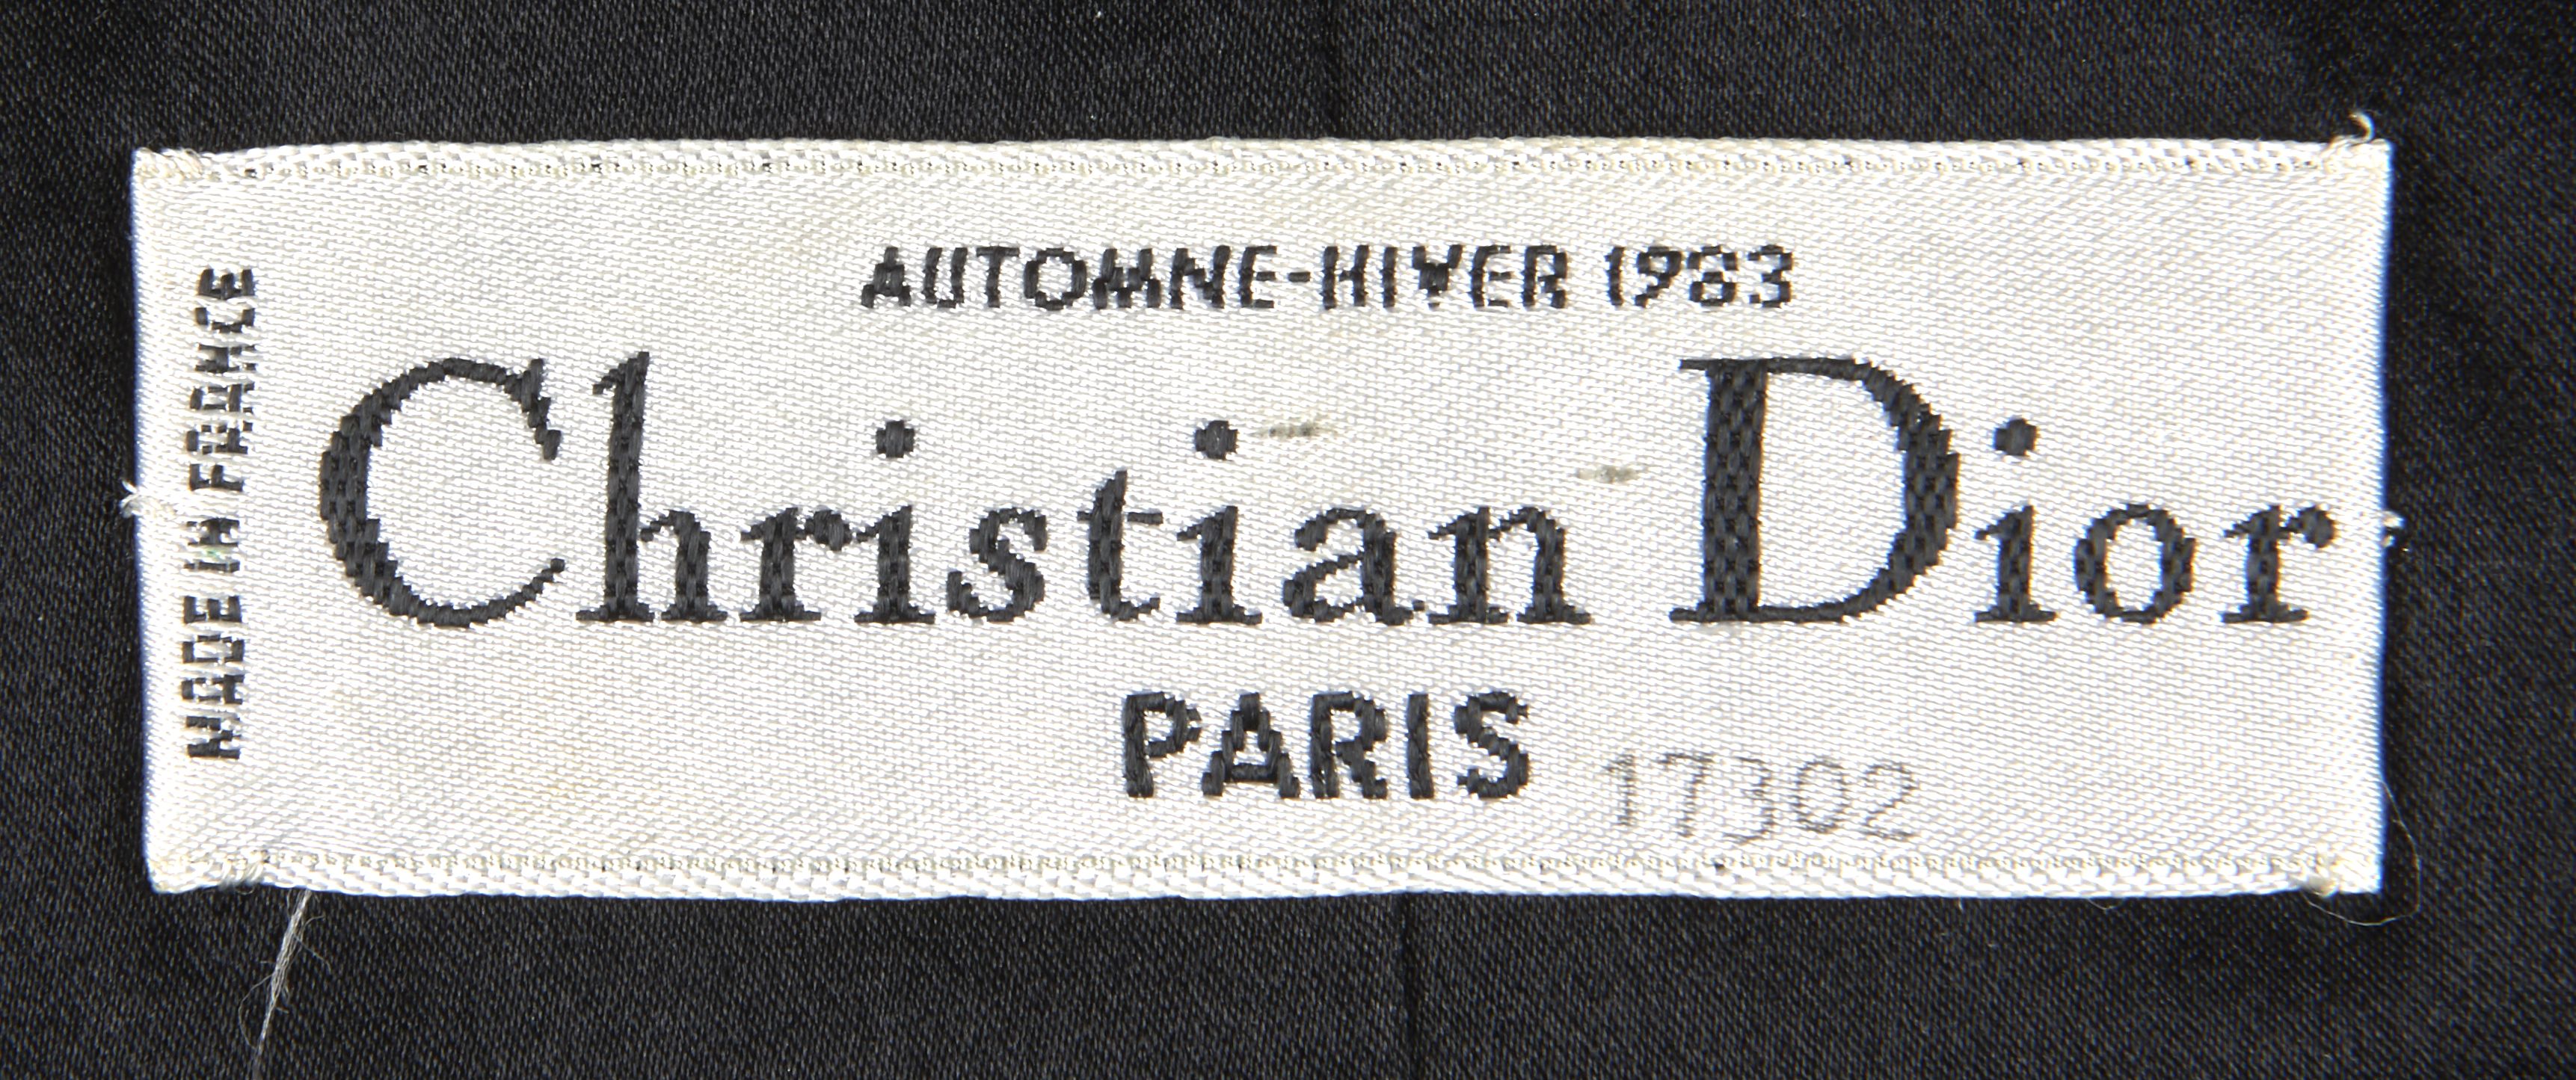 AUTOMNE-HIVER 1983
Christian Dior
PARIS
17302
MADE IN FRANCE